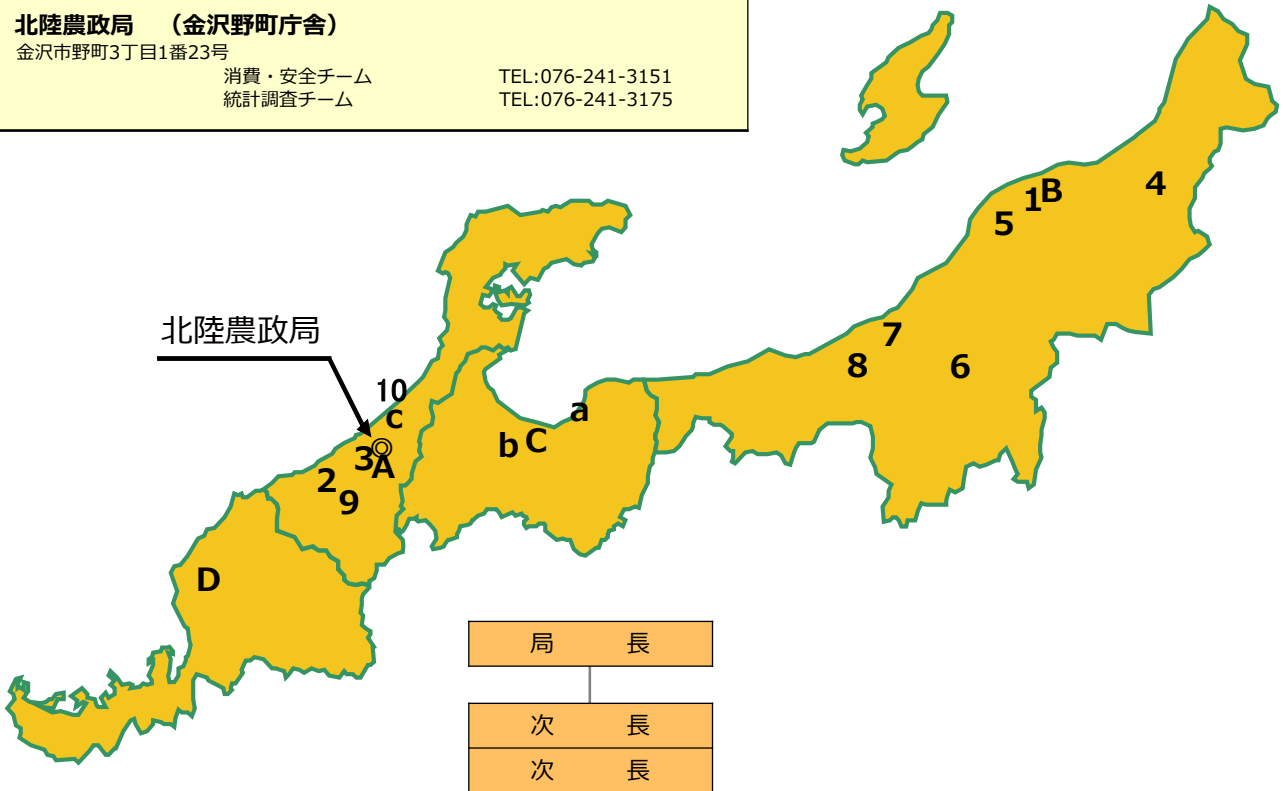 北陸農政局　（金沢野町庁舎）
金沢市野町3丁目1番23号
消費・安全チーム　TEL:076-241-3151
統計調査チーム　TEL:076-241-3175
4
1 B
5
北陸農政局
7
8
6
10
c
a
b C
3
A
2
9
D
局　長
次　長
次　長